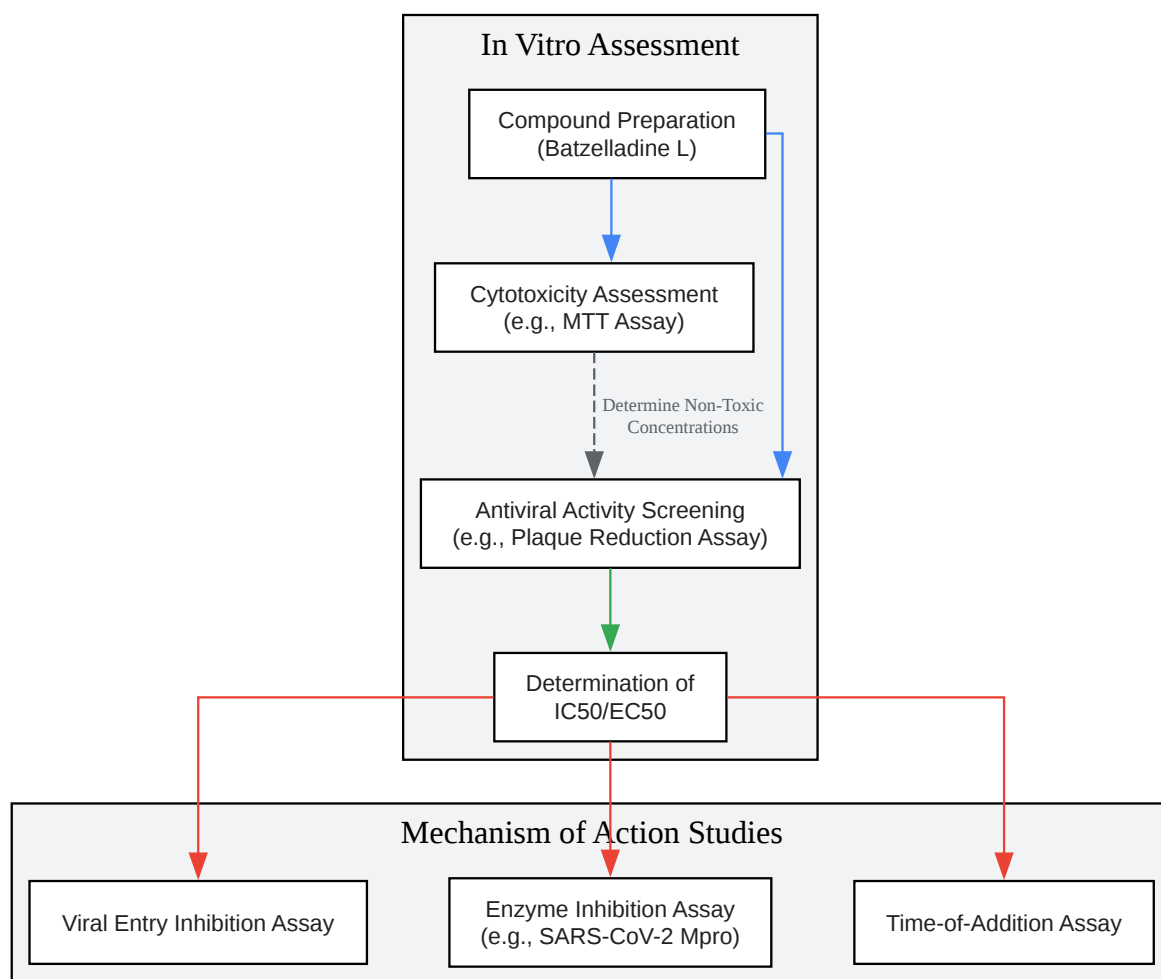 In Vitro Assessment
Compound Preparation
(Batzelladine L)
Cytotoxicity Assessment
(e.g., MTT Assay)
Determine Non-Toxic
Concentrations
Antiviral Activity Screening
(e.g., Plaque Reduction Assay)
Determination of
IC50/EC50
Mechanism of Action Studies
Viral Entry Inhibition Assay
Enzyme Inhibition Assay
(e.g., SARS-CoV-2 Mpro)
Time-of-Addition Assay